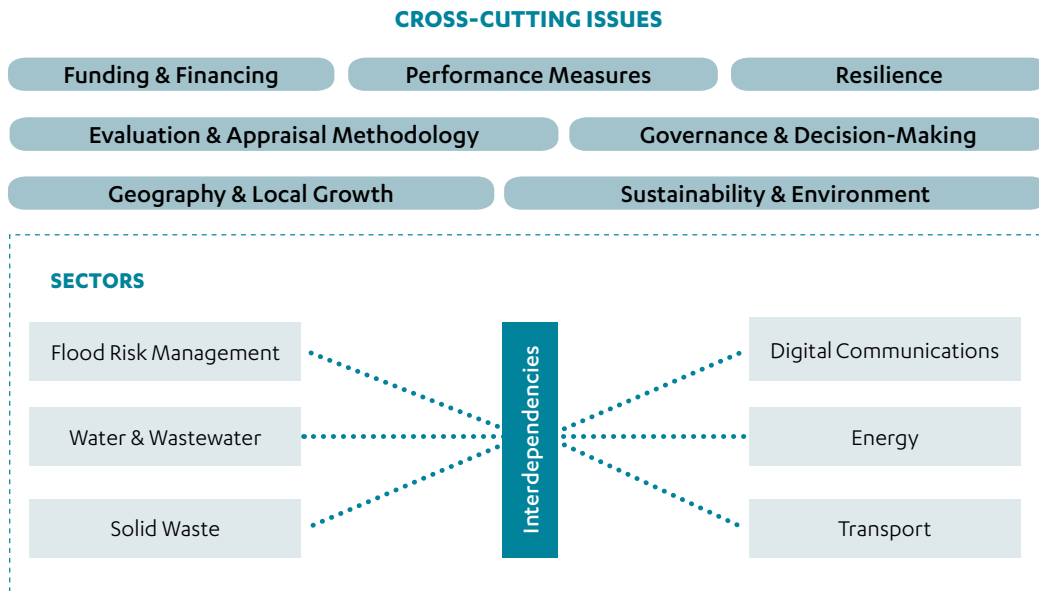 CROSS-CUTTING ISSUES
Funding & Financing
Performance Measures
Resilience
Evaluation & Appraisal Methodology
Governance & Decision-Making
Geography & Local Growth
Sustainability & Environment
SECTORS
Flood Risk Management
Water & Wastewater
Solid Waste
Interdependencies
Digital Communications
Energy
Transport